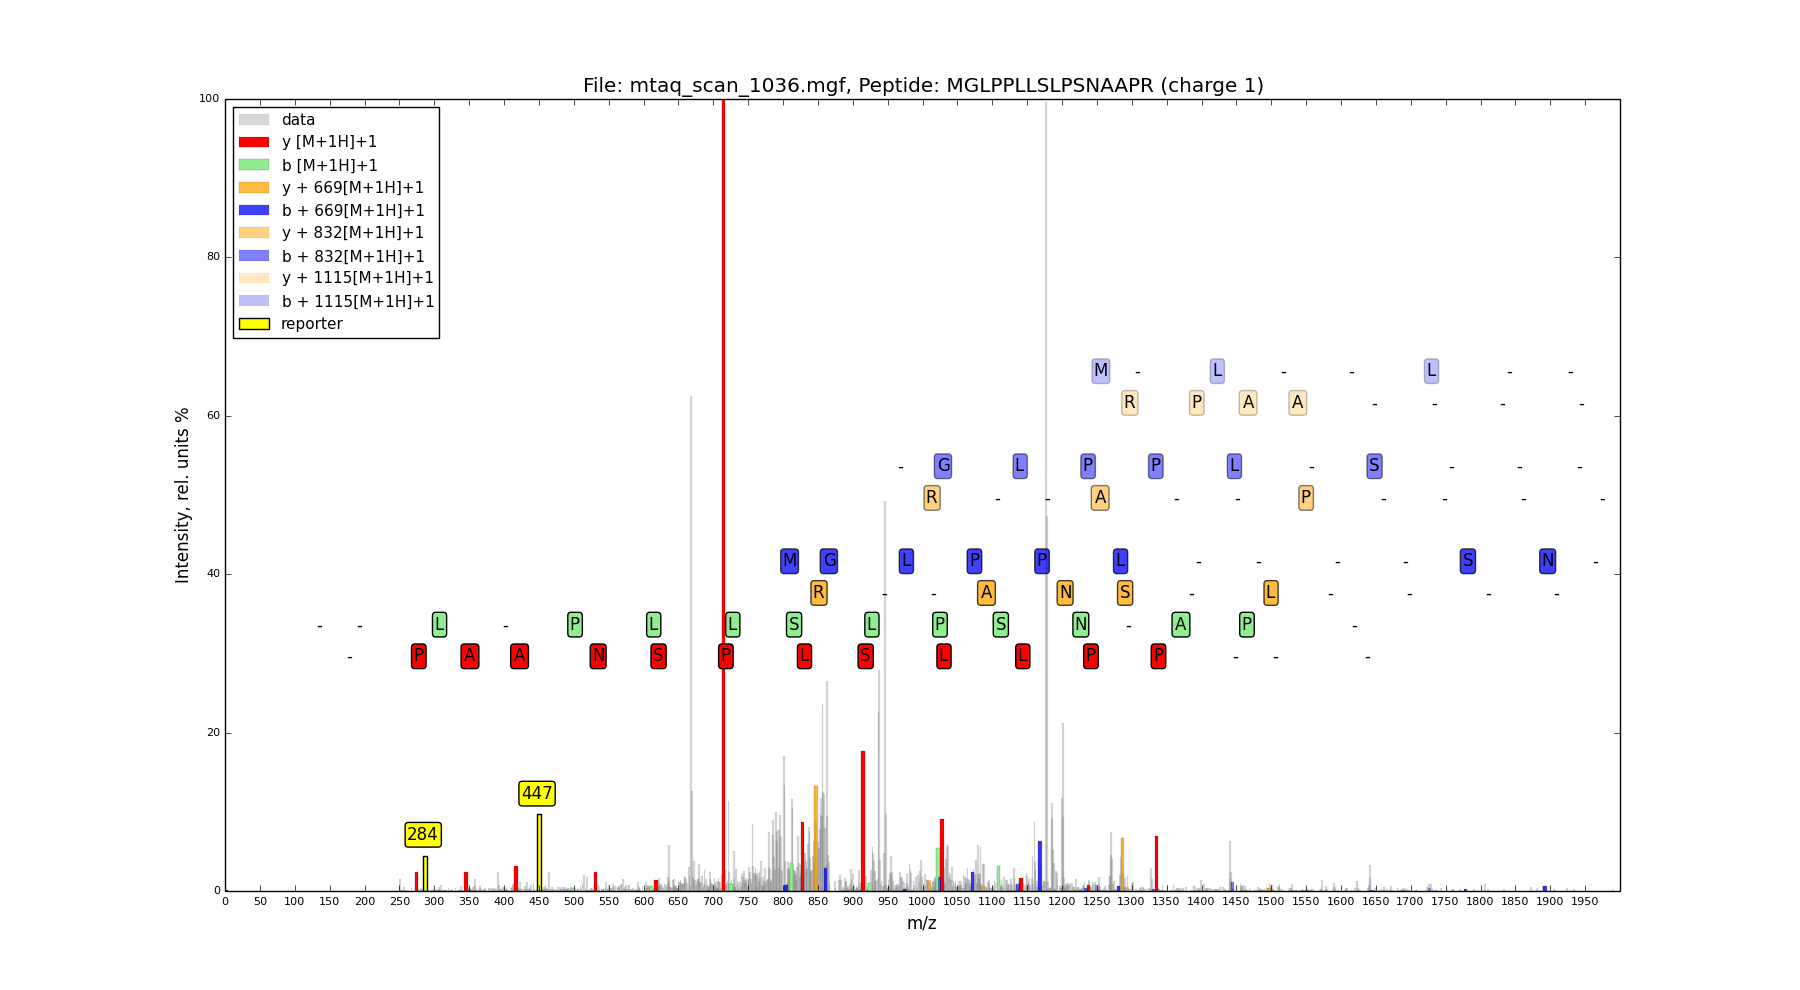 File: mtaq_scan_1036.mgf, Peptide: MGLPPLLSLPSNAAPR (charge 1)
100
data
y [M+1H]+1
b [M+1H]+1
y + 669[M+1H]+1
b + 669[M+1H]+1
y + 832[M+1H]+1
b + 832[M+1H]+1
y + 1115[M+1H]+1
b + 1115[M+1H]+1
reporter
80
60
40
20
0
Intensity, rel. units %
M - L - - L - -
R P A A - - - -
- G L P P L - S - - -
R - - A - - P - - - -
M G L P P L - - - - S N -
R - - A N S - L - - - -
- - L - P L L S L P S N - A P -
- P A A N S P L S L L P P - - -
447
284
0 50 100 150 200 250 300 350 400 450 500 550 600 650 700 750 800 850 900 950 1000 1050 1100 1150 1200 1250 1300 1350 1400 1450 1500 1550 1600 1650 1700 1750 1800 1850 1900 1950
m/z